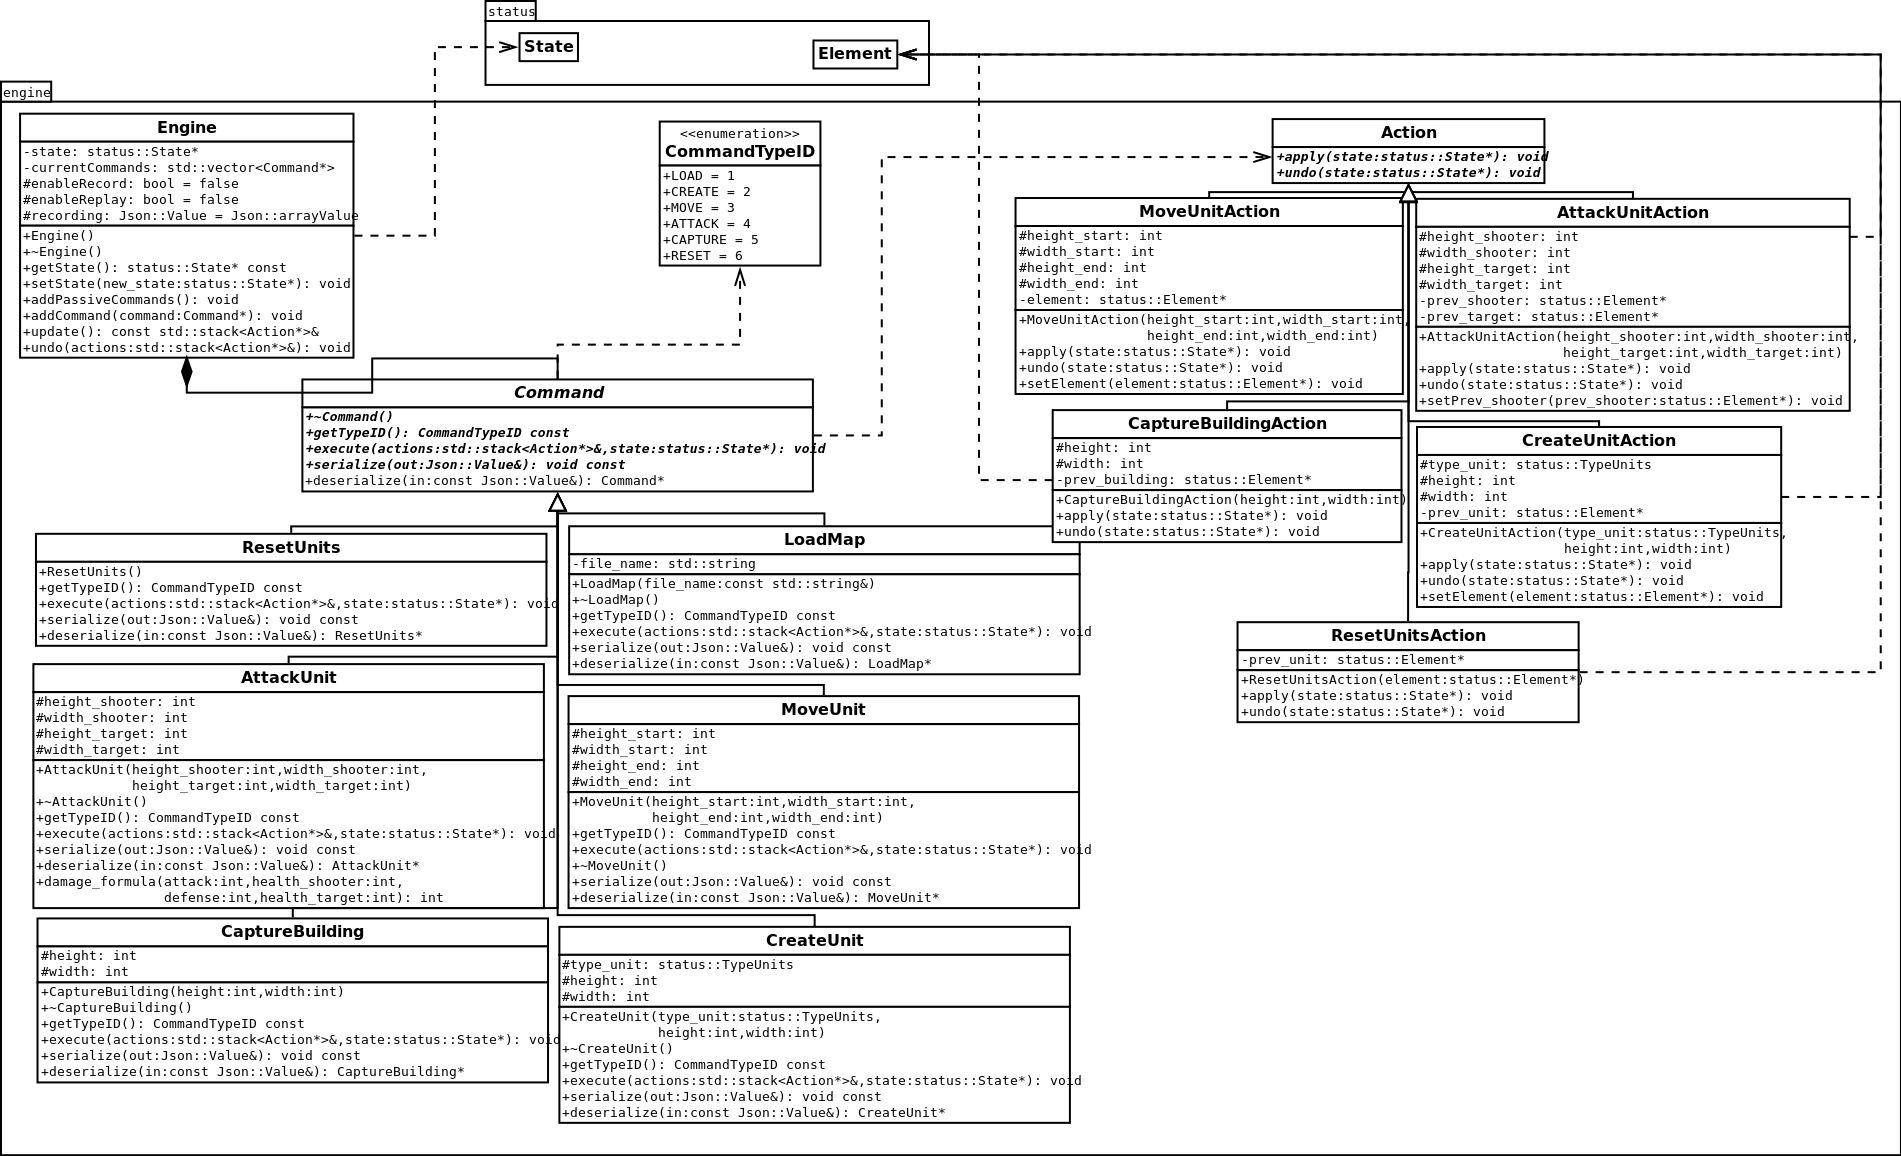 status
State
Element
engine
Engine
-state: status::State*
-currentCommands: std::vector<Command*>
#enableRecord: bool = false
#enableReplay: bool = false
#recording: Json::Value = Json::arrayValue
+Engine()
+~Engine()
+getState(): status::State* const
+setState(new_state:status::State*): void
+addPassiveCommands(): void
+addCommand(command:Command*): void
+update(): const std::stack<Action*>&
+undo(actions:std::stack<Action*>&): void
<<enumeration>>
CommandTypeID
+LOAD = 1
+CREATE = 2
+MOVE = 3
+ATTACK = 4
+CAPTURE = 5
+RESET = 6
Action
+apply(state:status::State*): void
+undo(state:status::State*): void
MoveUnitAction
#height_start: int
#width_start: int
#height_end: int
#width_end: int
-element: status::Element*
+MoveUnitAction(height_start:int,width_start:int,
height_end:int,width_end:int)
+apply(state:status::State*): void
+undo(state:status::State*): void
+setElement(element:status::Element*): void
AttackUnitAction
#height_shooter: int
#width_shooter: int
#height_target: int
#width_target: int
-prev_shooter: status::Element*
-prev_target: status::Element*
+AttackUnitAction(height_shooter:int,width_shooter:int,
height_target:int,width_target:int)
+apply(state:status::State*): void
+undo(state:status::State*): void
+setPrev_shooter(prev_shooter:status::Element*): void
Command
+~Command()
+getTypeID(): CommandTypeID const
+execute(actions:std::stack<Action*>&,state:status::State*): void
+serialize(out:Json::Value&): void const
+deserialize(in:const Json::Value&): Command*
CaptureBuildingAction
#height: int
#width: int
-prev_building: status::Element*
+CaptureBuildingAction(height:int,width:int)
+apply(state:status::State*): void
+undo(state:status::State*): void
CreateUnitAction
#type_unit: status::TypeUnits
#height: int
#width: int
-prev_unit: status::Element*
+CreateUnitAction(type_unit:status::TypeUnits,
height:int,width:int)
+apply(state:status::State*): void
+undo(state:status::State*): void
+setElement(element:status::Element*): void
ResetUnits
+ResetUnits()
+getTypeID(): CommandTypeID const
+execute(actions:std::stack<Action*>&,state:status::State*): void
+serialize(out:Json::Value&): void const
+deserialize(in:const Json::Value&): ResetUnits*
LoadMap
-file_name: std::string
+LoadMap(file_name:const std::string&)
+~LoadMap()
+getTypeID(): CommandTypeID const
+execute(actions:std::stack<Action*>&,state:status::State*): void
+serialize(out:Json::Value&): void const
+deserialize(in:const Json::Value&): LoadMap*
ResetUnitsAction
-prev_unit: status::Element*
+ResetUnitsAction(element:status::Element*)
+apply(state:status::State*): void
+undo(state:status::State*): void
AttackUnit
#height_shooter: int
#width_shooter: int
#height_target: int
#width_target: int
+AttackUnit(height_shooter:int,width_shooter:int,
height_target:int,width_target:int)
+~AttackUnit()
+getTypeID(): CommandTypeID const
+execute(actions:std::stack<Action*>&,state:status::State*): void
+serialize(out:Json::Value&): void const
+deserialize(in:const Json::Value&): AttackUnit*
+damage_formula(attack:int,health_shooter:int,
defense:int,health_target:int): int
MoveUnit
#height_start: int
#width_start: int
#height_end: int
#width_end: int
+MoveUnit(height_start:int,width_start:int,
height_end:int,width_end:int)
+getTypeID(): CommandTypeID const
+execute(actions:std::stack<Action*>&,state:status::State*): void
+~MoveUnit()
+serialize(out:Json::Value&): void const
+deserialize(in:const Json::Value&): MoveUnit*
CaptureBuilding
#height: int
#width: int
+CaptureBuilding(height:int,width:int)
+~CaptureBuilding()
+getTypeID(): CommandTypeID const
+execute(actions:std::stack<Action*>&,state:status::State*): void
+serialize(out:Json::Value&): void const
+deserialize(in:const Json::Value&): CaptureBuilding*
CreateUnit
#type_unit: status::TypeUnits
#height: int
#width: int
+CreateUnit(type_unit:status::TypeUnits,
height:int,width:int)
+~CreateUnit()
+getTypeID(): CommandTypeID const
+execute(actions:std::stack<Action*>&,state:status::State*): void
+serialize(out:Json::Value&): void const
+deserialize(in:const Json::Value&): CreateUnit*